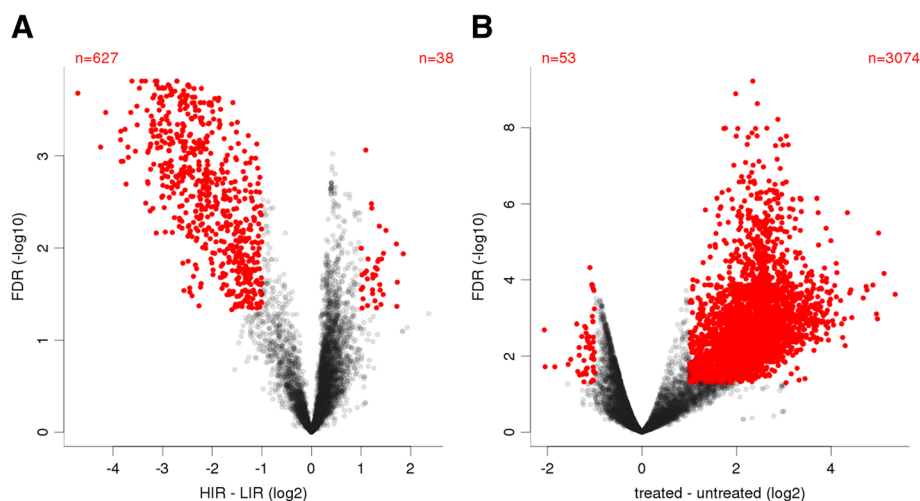 A
n=627
n=38
FDR (-log10)
3
2
1
0
-4
-3
-2
-1
0
1
2
HIR - LIR (log2)
B
n=53
n=3074
FDR (-log10)
8
6
4
2
0
-2
0
2
4
treated - untreated (log2)